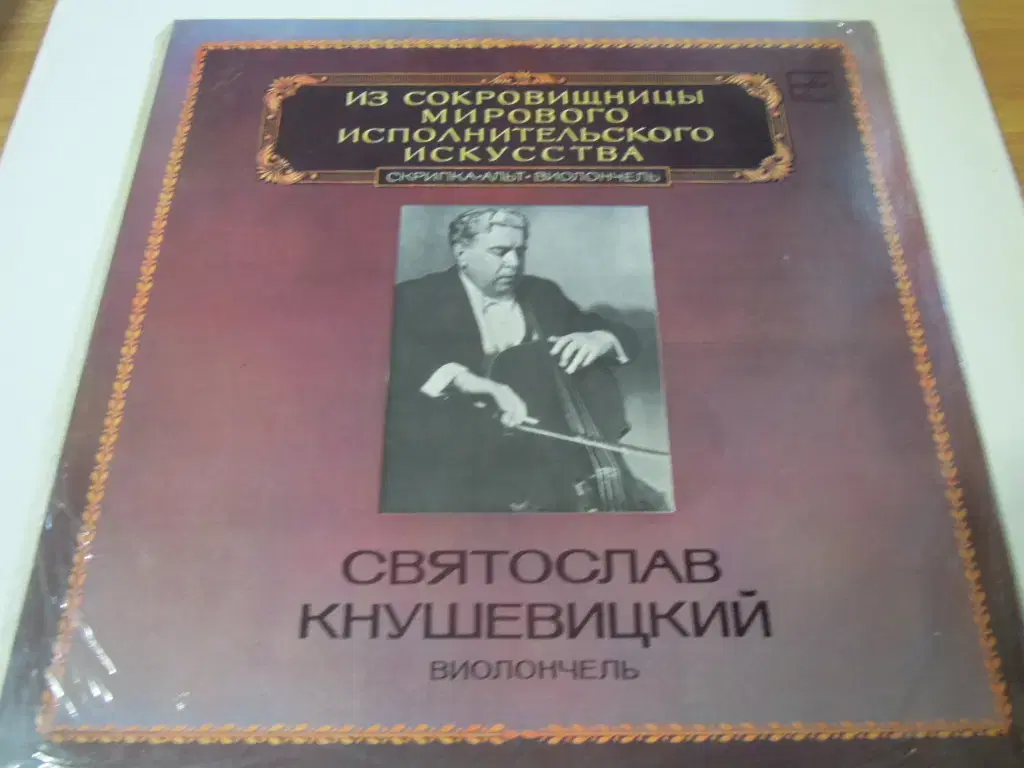 ИЗ СОКРОВИЩНИЦЫ
МИРОВОГО
ИСПОЛНИТЕЛЬСКОГО
ИСКУССТВА
СКРИПКА•АЛЬТ•ВИОЛОНЧЕЛЬ
СВЯТОСЛАВ
КНУШЕВИЦКИЙ
ВИОЛОНЧЕЛЬ